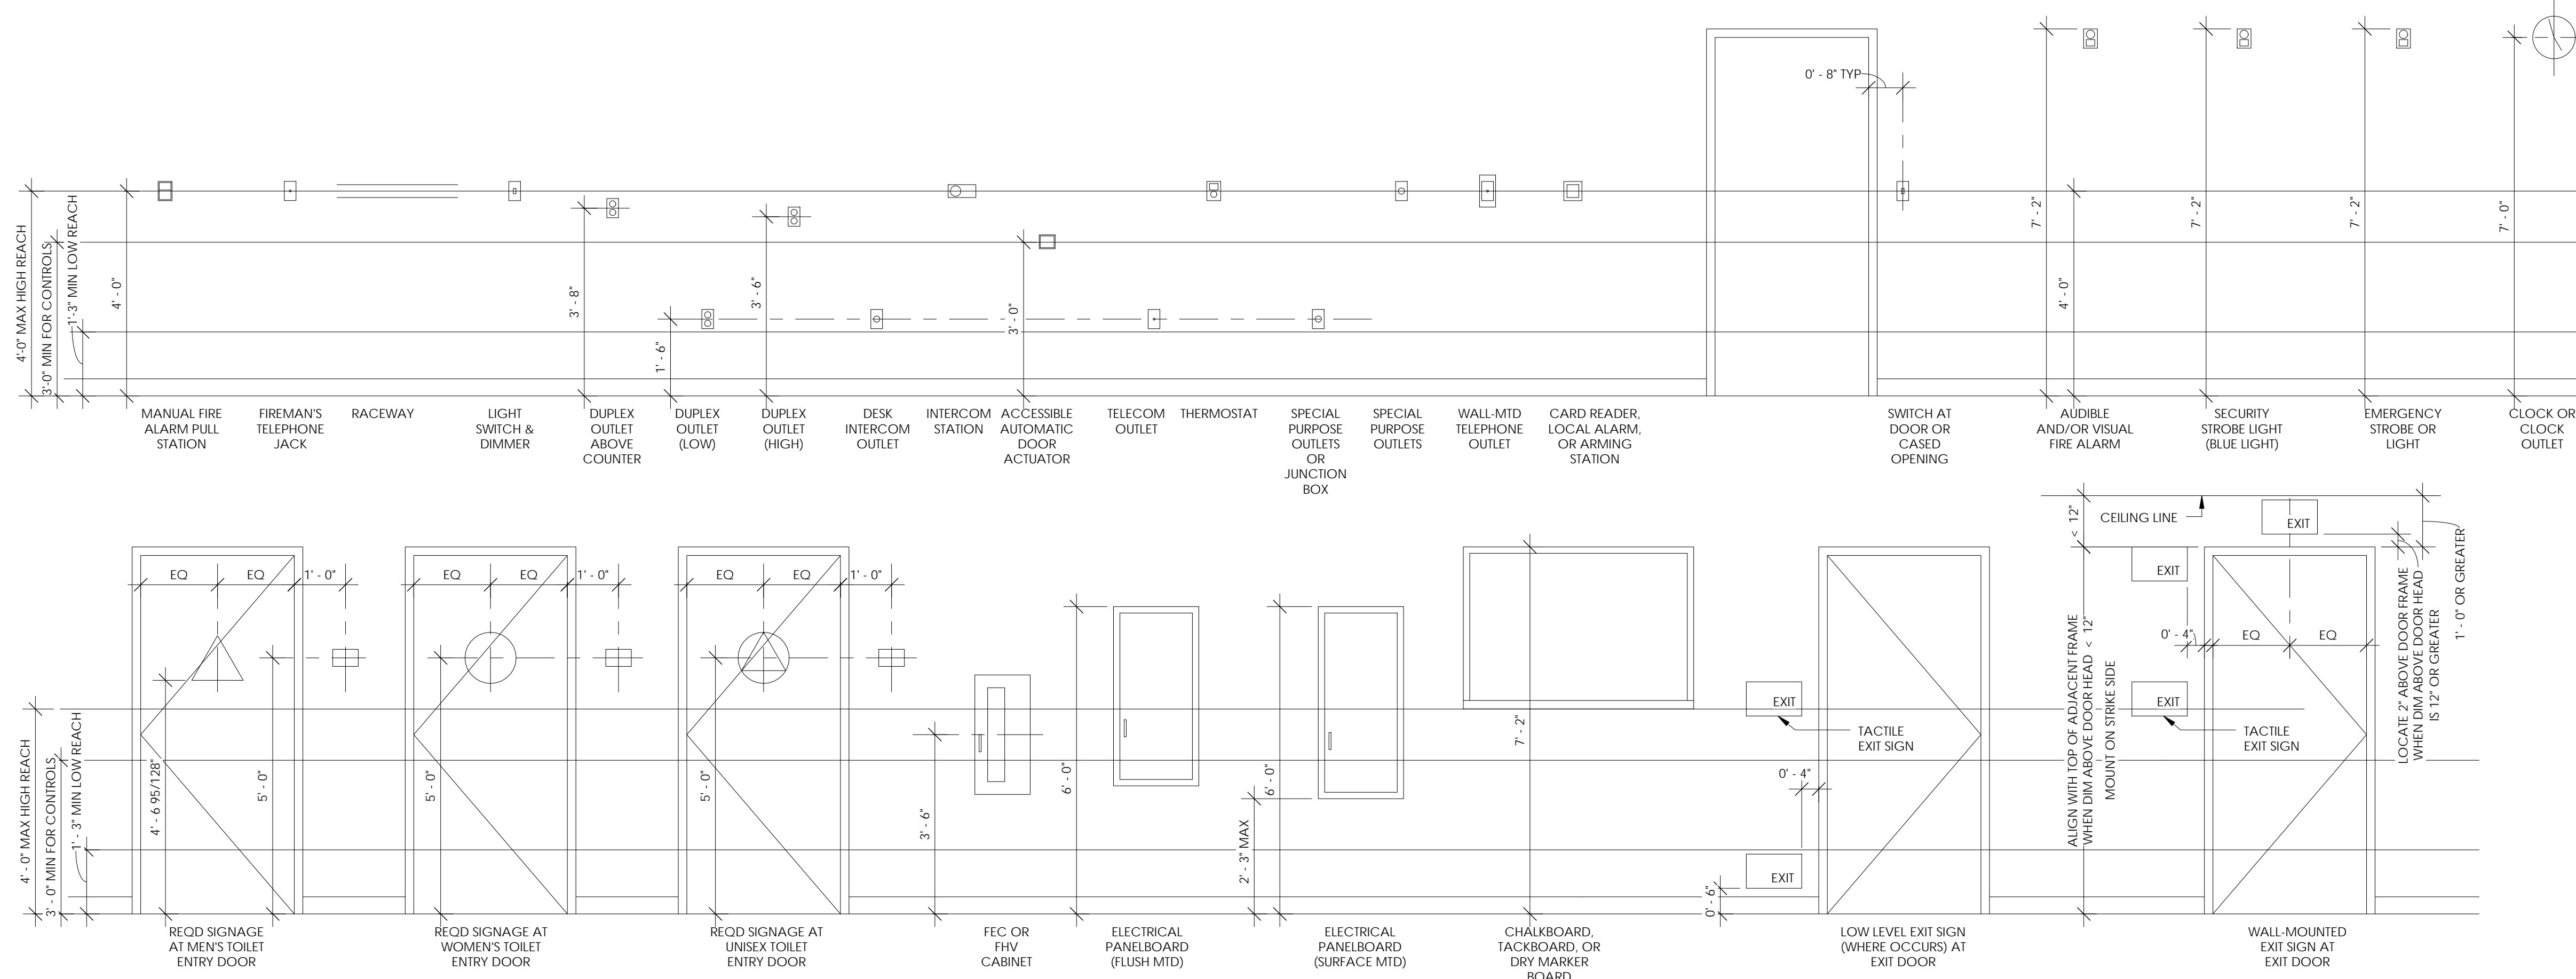 0' - 8" TYP
4'-0" MAX HIGH REACH
3'-0" MIN FOR CONTROLS
1'-3" MIN LOW REACH
4' - 0"
3' - 8"
1' - 6"
3' - 6"
3' - 0"
7' - 2"
4' - 0"
7' - 2"
7' - 2"
7' - 0"
MANUAL FIRE
ALARM PULL
STATION
FIREMAN'S
TELEPHONE
JACK
RACEWAY
LIGHT
SWITCH &
DIMMER
DUPLEX
OUTLET
ABOVE
COUNTER
DUPLEX
OUTLET
(LOW)
DUPLEX
OUTLET
(HIGH)
DESK
INTERCOM
OUTLET
INTERCOM
STATION
ACCESSIBLE
AUTOMATIC
DOOR
ACTUATOR
TELECOM
OUTLET
THERMOSTAT
SPECIAL
PURPOSE
OUTLETS
OR
JUNCTION
BOX
SPECIAL
PURPOSE
OUTLETS
WALL-MTD
TELEPHONE
OUTLET
CARD READER,
LOCAL ALARM,
OR ARMING
STATION
SWITCH AT
DOOR OR
CASED
OPENING
AUDIBLE
AND/OR VISUAL
FIRE ALARM
SECURITY
STROBE LIGHT
(BLUE LIGHT)
EMERGENCY
STROBE OR
LIGHT
CLOCK OR
CLOCK
OUTLET
4' - 0" MAX HIGH REACH
3' - 0" MIN FOR CONTROLS
1' - 3" MIN LOW REACH
EQ
EQ
1' - 0"
4' - 6 95/128"
5' - 0"
REQD SIGNAGE
AT MEN'S TOILET
ENTRY DOOR
EQ
EQ
1' - 0"
5' - 0"
REQD SIGNAGE AT
WOMEN'S TOILET
ENTRY DOOR
EQ
EQ
1' - 0"
5' - 0"
REQD SIGNAGE AT
UNISEX TOILET
ENTRY DOOR
3' - 6"
FEC OR
FHV
CABINET
6' - 0"
ELECTRICAL
PANELBOARD
(FLUSH MTD)
2' - 3" MAX
6' - 0"
ELECTRICAL
PANELBOARD
(SURFACE MTD)
7' - 2"
CHALKBOARD,
TACKBOARD, OR
DRY MARKER
BOARD
EXIT
TACTILE
EXIT SIGN
0' - 4"
EXIT
0' - 6"
LOW LEVEL EXIT SIGN
(WHERE OCCURS) AT
EXIT DOOR
< 12"
CEILING LINE
EXIT
EXIT
0' - 4"
EQ
EQ
EXIT
TACTILE
EXIT SIGN
ALIGN WITH TOP OF ADJACENT FRAME
WHEN DIM ABOVE DOOR HEAD < 12"
MOUNT ON STRIKE SIDE
LOCATE 2" ABOVE DOOR FRAME
WHEN DIM ABOVE DOOR HEAD
IS 12" OR GREATER
1' - 0" OR GREATER
WALL-MOUNTED
EXIT SIGN AT
EXIT DOOR